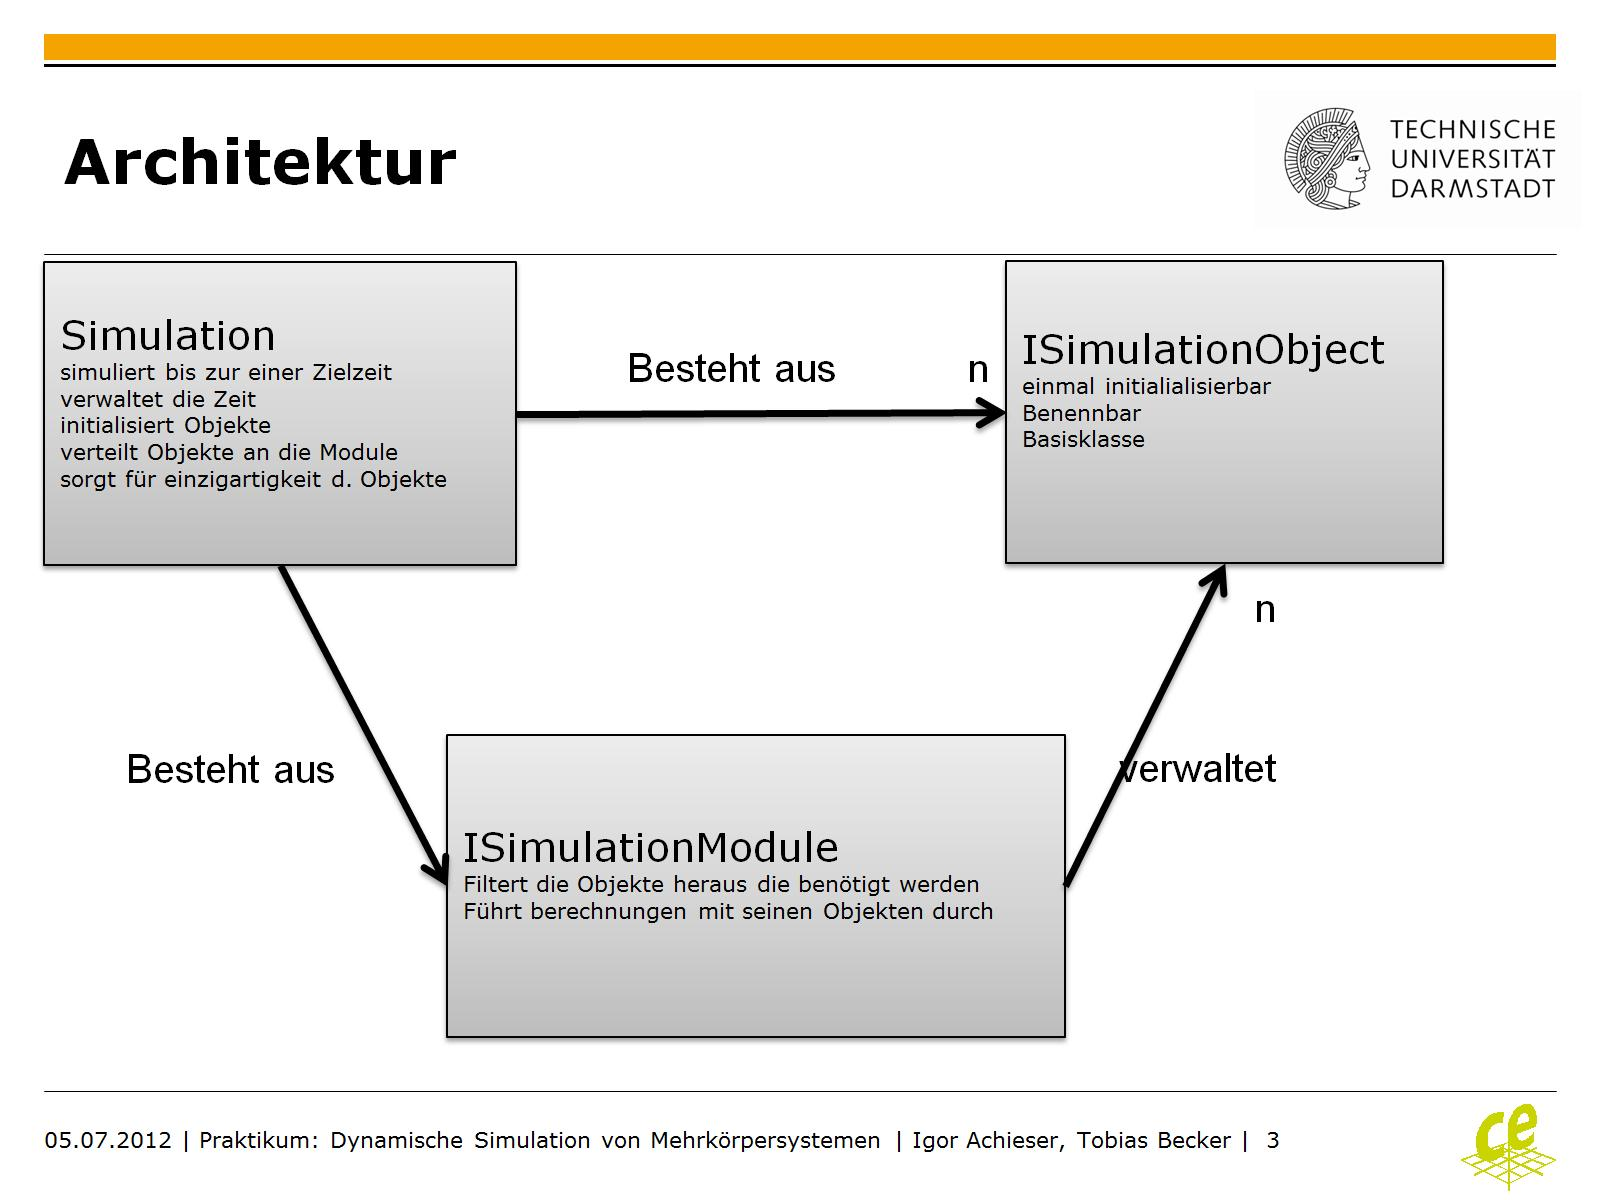 Architektur
TECHNISCHE
UNIVERSITÄT
DARMSTADT
Simulation
simuliert bis zur einer Zielzeit
verwaltet die Zeit
initialisiert Objekte
verteilt Objekte an die Module
sorgt für einzigartigkeit d. Objekte
Besteht aus
n
ISimulationObject
einmal initialialisierbar
Benennbar
Basisklasse
n
Besteht aus
verwaltet
ISimulationModule
Filtert die Objekte heraus die benötigt werden
Führt berechnungen mit seinen Objekten durch
05.07.2012 | Praktikum: Dynamische Simulation von Mehrkörpersystemen | Igor Achieser, Tobias Becker | 3
ce